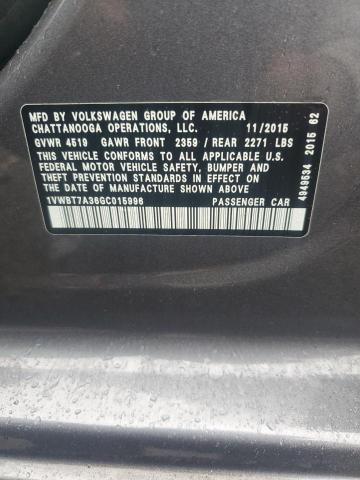 MFD BY VOLKSWAGEN GROUP OF AMERICA
CHATTANOOGA OPERATIONS, LLC. 11/2015
GVWR 4519 GAWR FRONT 2359 / REAR 2271 LBS
THIS VEHICLE CONFORMS TO ALL APPLICABLE U.S.
FEDERAL MOTOR VEHICLE SAFETY, BUMPER AND
THEFT PREVENTION STANDARDS IN EFFECT ON THE
DATE OF MANUFACTURE SHOWN ABOVE.
1VWBT7A36GC015996 PASSENGER CAR
4949534 2015 62